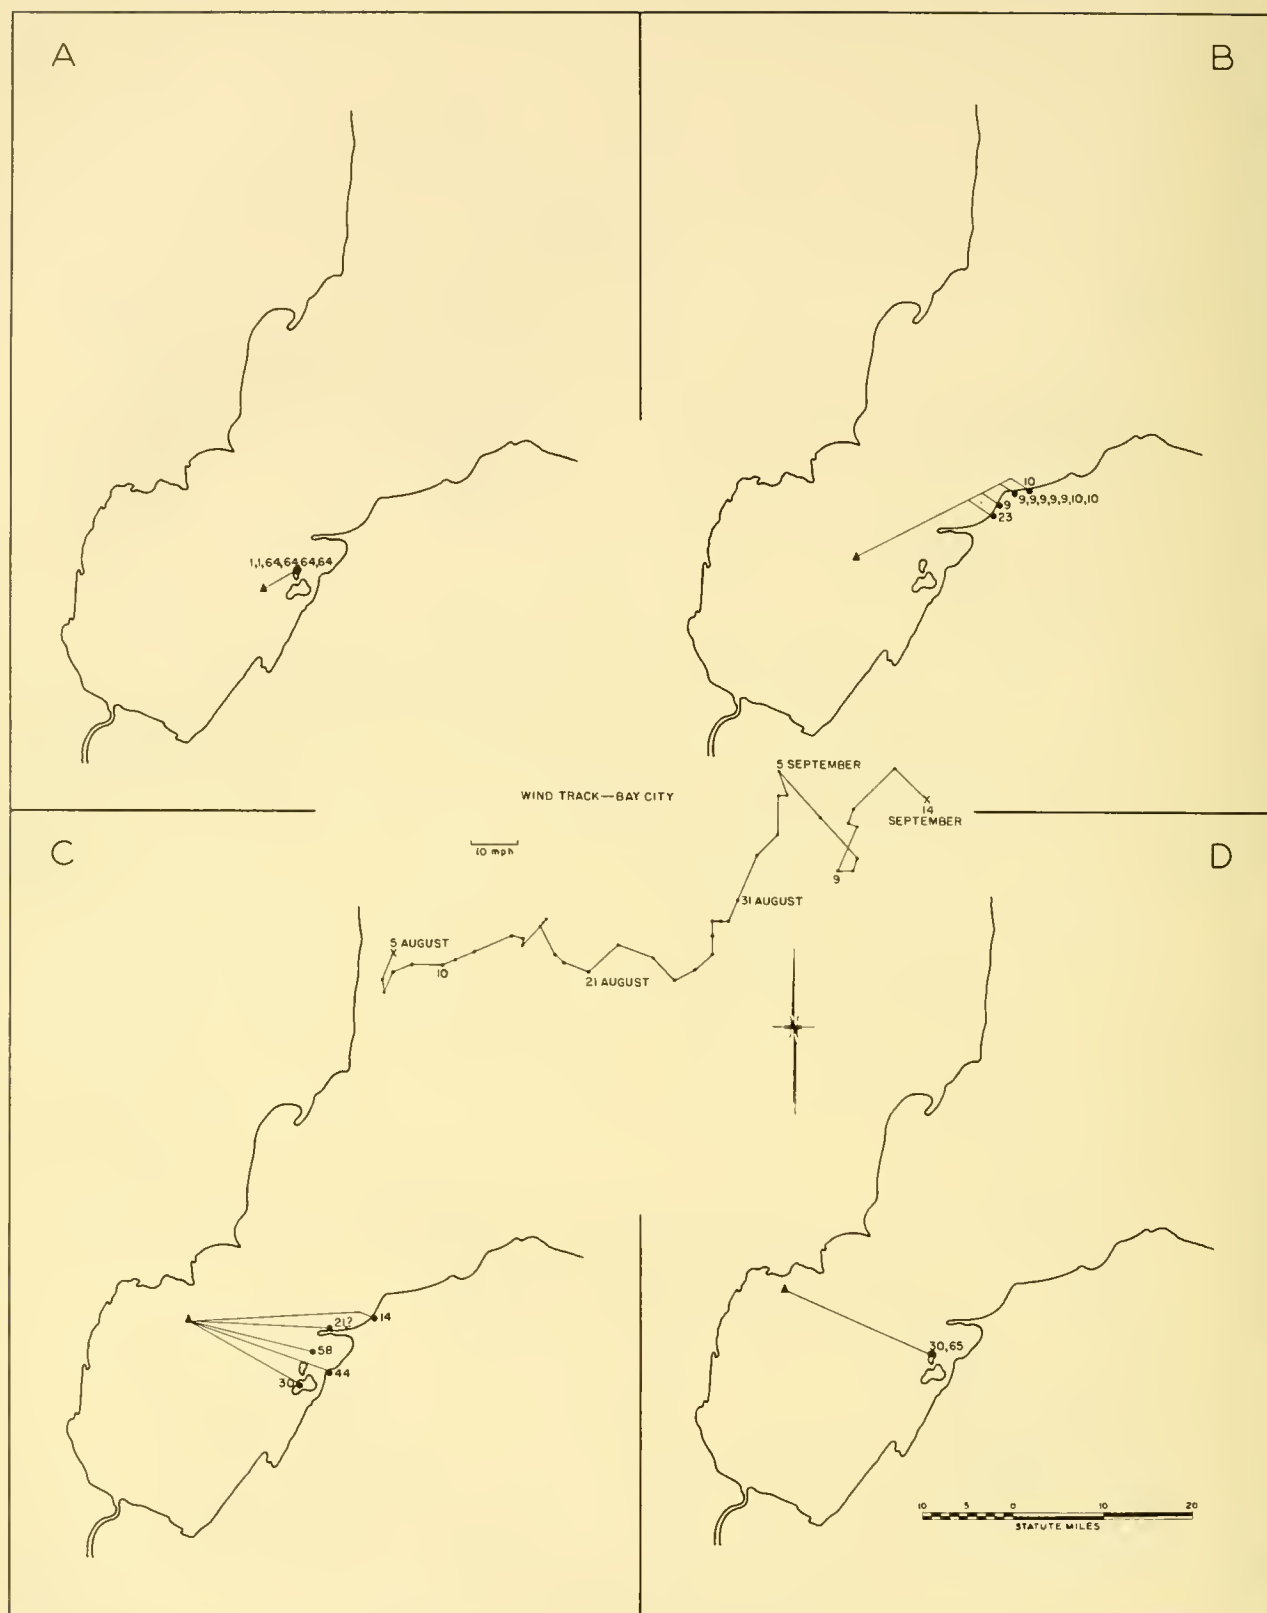 A
B
1,1,64,64,64,64
10
9,9,9,9,9,10,10
9
23
5 SEPTEMBER
WIND TRACK—BAY CITY
14
SEPTEMBER
C
10 mph
D
9
31 AUGUST
5 AUGUST
10
21 AUGUST
21?
14
58
44
30
30,65
10 5 0 10 20
STATUTE MILES